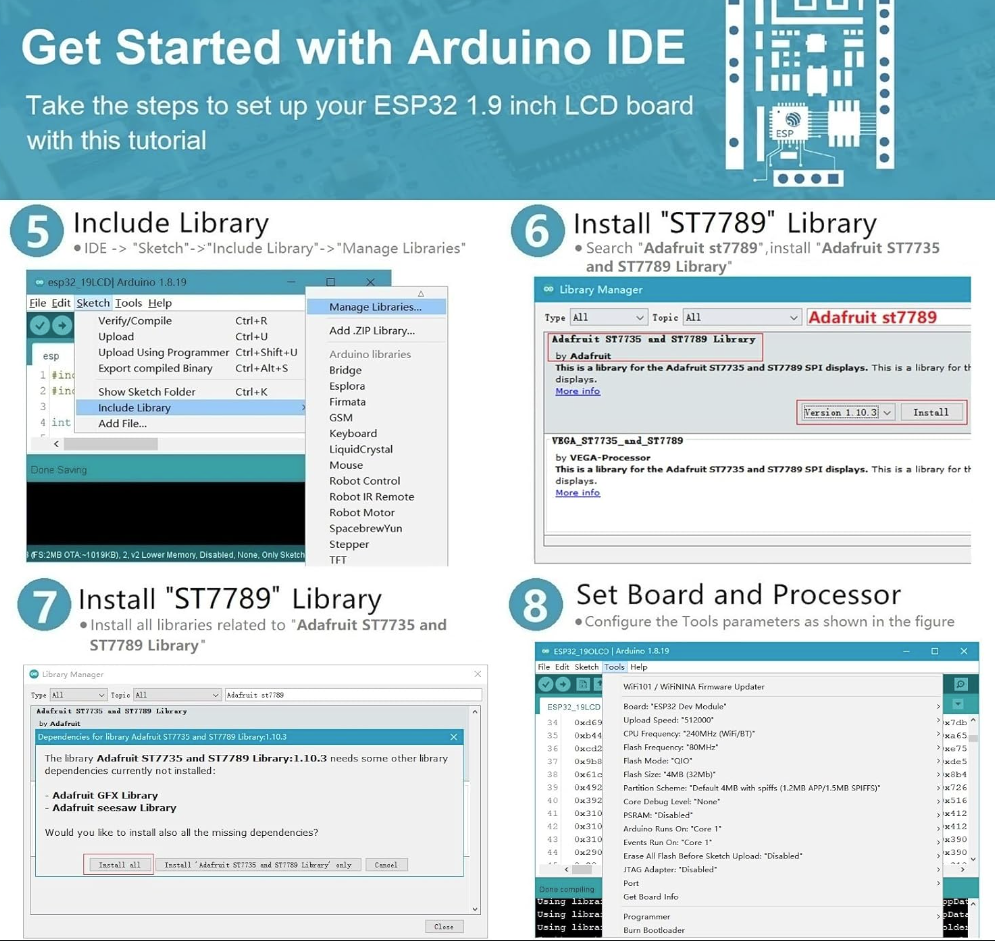 Get Started with Arduino IDE
Take the steps to set up your ESP32 1.9 inch LCD board
with this tutorial
ESP
5 Include Library
• IDE -> "Sketch"->"Include Library"->"Manage Libraries"
esp32_19LCD| Arduino 1.8.19
File Edit Sketch Tools Help
Verify/Compile Ctrl+R
Upload Ctrl+U
Upload Using Programmer Ctrl+Shift+U
Export compiled Binary Ctrl+Alt+S
Show Sketch Folder Ctrl+K
Include Library
Add File...
esp
1 #inc
2 #inc
3
4 int
Done Saving
(FS:2MB OTA:~1019KB), 2, v2 Lower Memory, Disabled, None, Only Sketch
Manage Libraries...
Add .ZIP Library...
Arduino libraries
Bridge
Esplora
Firmata
GSM
Keyboard
LiquidCrystal
Mouse
Robot Control
Robot IR Remote
Robot Motor
SpacebrewYun
Stepper
TFT
6 Install "ST7789" Library
• Search "Adafruit st7789",install "Adafruit ST7735
and ST7789 Library"
Library Manager
Type All Topic All Adafruit st7789
Adafruit ST7735 and ST7789 Library
by Adafruit
This is a library for the Adafruit ST7735 and ST7789 SPI displays. This is a library for th
displays.
More info
Version 1.10.3 Install
VEGA_ST7735_and_ST7789
by VEGA-Processor
This is a library for the Adafruit ST7735 and ST7789 SPI displays. This is a library for th
displays.
More info
7 Install "ST7789" Library
• Install all libraries related to "Adafruit ST7735 and
ST7789 Library"
Library Manager
Type All Topic All Adafruit st7789
Adafruit ST7735 and ST7789 Library
by Adafruit
Dependencies for library Adafruit ST7735 and ST7789 Library:1.10.3
The library Adafruit ST7735 and ST7789 Library:1.10.3 needs some other library
dependencies currently not installed:
- Adafruit GFX Library
- Adafruit seesaw Library
Would you like to install also all the missing dependencies?
Install all Install 'Adafruit ST7735 and ST7789 Library' only Cancel
Close
8 Set Board and Processor
• Configure the Tools parameters as shown in the figure
ESP32_19OLCD | Arduino 1.8.19
File Edit Sketch Tools Help
ESP32_19LCD
34 0xd69
35 0xb44
36 0xcd2
37 0x9b8
38 0x61c
39 0x492
40 0x392
41 0x310
42 0x310
43 0x310
44 0x290
WiFi101 / WiFiNINA Firmware Updater
Board: "ESP32 Dev Module"
Upload Speed: "512000"
CPU Frequency: "240MHz (WiFi/BT)"
Flash Frequency: "80MHz"
Flash Mode: "QIO"
Flash Size: "4MB (32Mb)"
Partition Scheme: "Default 4MB with spiffs (1.2MB APP/1.5MB SPIFFS)"
Core Debug Level: "None"
PSRAM: "Disabled"
Arduino Runs On: "Core 1"
Events Run On: "Core 1"
Erase All Flash Before Sketch Upload: "Disabled"
JTAG Adapter: "Disabled"
Port
Get Board Info
Programmer
Burn Bootloader
x7db
xa65
xe75
xde5
x8b4
x726
x516
x412
x412
x390
x390
Done compiling
Using libra
Using libra
Using libra
ppDat
ppDat
older